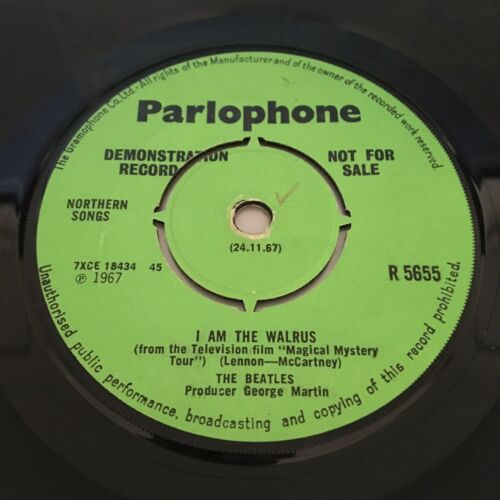 The Gramophone Co. Ltd. - All rights of the Manufacturer and of the owner of the recorded work reserved.
Parlophone
DEMONSTRATION
RECORD
NOT FOR
SALE
NORTHERN
SONGS
(24.11.67)
7XCE 18434 45
℗ 1967
R 5655
I AM THE WALRUS
(from the Television film "Magical Mystery
Tour") (Lennon—McCartney)
THE BEATLES
Producer George Martin
Unauthorised public performance, broadcasting and copying of this record prohibited.